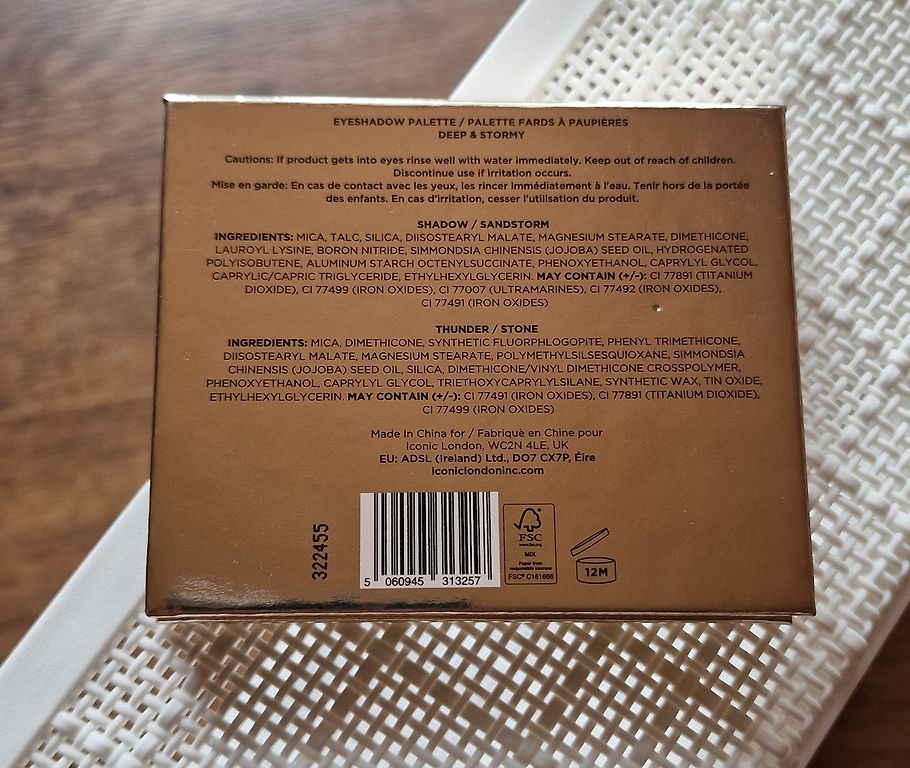 EYESHADOW PALETTE / PALETTE FARDS À PAUPIÈRES
DEEP & STORMY
Cautions: If product gets into eyes rinse well with water immediately. Keep out of reach of children.
Discontinue use if irritation occurs.
Mise en garde: En cas de contact avec les yeux, les rincer immédiatement à l'eau. Tenir hors de la portée
des enfants. En cas d'irritation, cesser l'utilisation du produit.
SHADOW / SANDSTORM
INGREDIENTS: MICA, TALC, SILICA, DIISOSTEARYL MALATE, MAGNESIUM STEARATE, DIMETHICONE,
LAUROYL LYSINE, BORON NITRIDE, SIMMONDSIA CHINENSIS (JOJOBA) SEED OIL, HYDROGENATED
POLYISOBUTENE, ALUMINUM STARCH OCTENYLSUCCINATE, PHENOXYETHANOL, CAPRYLYL GLYCOL,
CAPRYLIC/CAPRIC TRIGLYCERIDE, ETHYLHEXYLGLYCERIN. MAY CONTAIN (+/-): CI 77891 (TITANIUM
DIOXIDE), CI 77499 (IRON OXIDES), CI 77007 (ULTRAMARINES), CI 77492 (IRON OXIDES),
CI 77491 (IRON OXIDES)
THUNDER / STONE
INGREDIENTS: MICA, DIMETHICONE, SYNTHETIC FLUORPHLOGOPITE, PHENYL TRIMETHICONE,
DIISOSTEARYL MALATE, MAGNESIUM STEARATE, POLYMETHYLSILSESQUIOXANE, SIMMONDSIA
CHINENSIS (JOJOBA) SEED OIL, SILICA, DIMETHICONE/VINYL DIMETHICONE CROSSPOLYMER,
PHENOXYETHANOL, CAPRYLYL GLYCOL, TRIETHOXYCAPRYLYLSILANE, SYNTHETIC WAX, TIN OXIDE,
ETHYLHEXYLGLYCERIN. MAY CONTAIN (+/-): CI 77491 (IRON OXIDES), CI 77891 (TITANIUM DIOXIDE),
CI 77499 (IRON OXIDES)
Made In China for / Fabriqué en Chine pour
Iconic London, WC2N 4LE, UK
EU: ADSL (Ireland) Ltd., DO7 CX7P, Éire
iconiclondoninc.com
322455
5 060945 313257
FSC
www.fsc.org
MIX
Paper from
responsible sources
FSC® C161668
12M